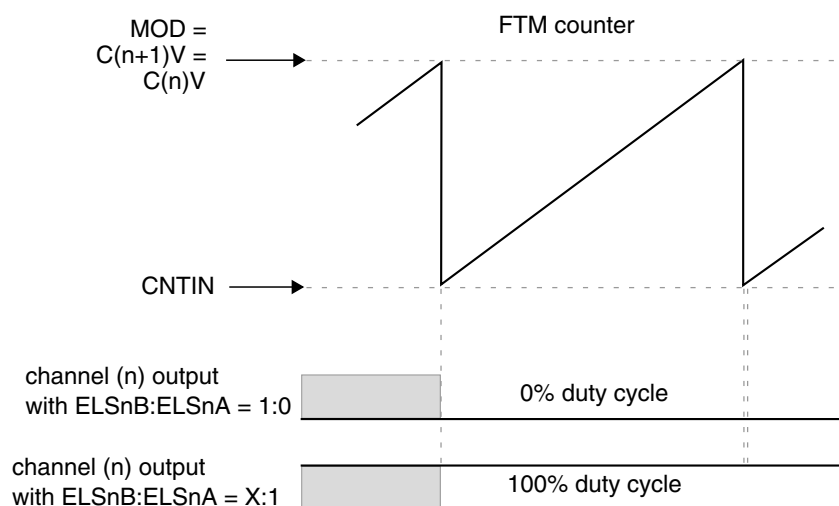 MOD =
C(n+1)V =
C(n)V
FTM counter
CNTIN
channel (n) output
with ELSnB:ELSnA = 1:0
0% duty cycle
channel (n) output
with ELSnB:ELSnA = X:1
100% duty cycle